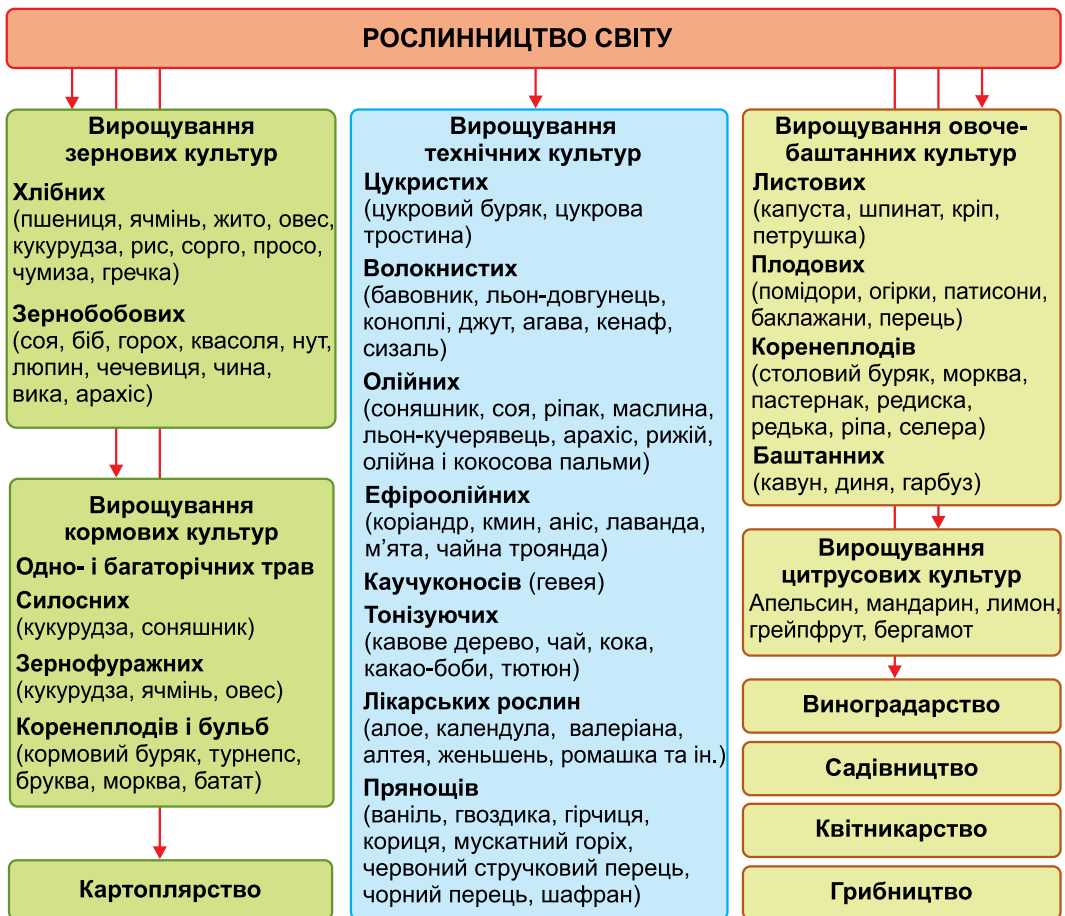 РОСЛИННИЦТВО СВІТУ
Вирощування
зернових культур
Хлібних
(пшениця, ячмінь, жито, овес,
кукурудза, рис, сорго, просо,
чумиза, гречка)
Зернобобових
(соя, біб, горох, квасоля, нут,
люпин, чечевиця, чина,
вика, арахіс)
Вирощування
кормових культур
Одно- і багаторічних трав
Силосних
(кукурудза, соняшник)
Зернофуражних
(кукурудза, ячмінь, овес)
Коренеплодів і бульб
(кормовий буряк, турнепс,
бруква, морква, батат)
Картоплярство
Вирощування
технічних культур
Цукристих
(цукровий буряк, цукрова
тростина)
Волокнистих
(бавовник, льон-довгунець,
коноплі, джут, агава, кенаф,
сизаль)
Олійних
(соняшник, соя, ріпак, маслина,
льон-кучерявець, арахіс, рижій,
олійна і кокосова пальми)
Ефіроолійних
(коріандр, кмин, аніс, лаванда,
м’ята, чайна троянда)
Каучуконосів (гевея)
Тонізуючих
(кавове дерево, чай, кока,
какао-боби, тютюн)
Лікарських рослин
(алое, календула, валеріана,
алтея, женьшень, ромашка та ін.)
Прянощів
(ваніль, гвоздика, гірчиця,
кориця, мускатний горіх,
червоний стручковий перець,
чорний перець, шафран)
Вирощування овоче-
баштанних культур
Листових
(капуста, шпинат, кріп,
петрушка)
Плодових
(помідори, огірки, патисони,
баклажани, перець)
Коренеплодів
(столовий буряк, морква,
пастернак, редиска,
редька, ріпа, селера)
Баштанних
(кавун, диня, гарбуз)
Вирощування
цитрусових культур
Апельсин, мандарин, лимон,
грейпфрут, бергамот
Виноградарство
Садівництво
Квітникарство
Грибництво